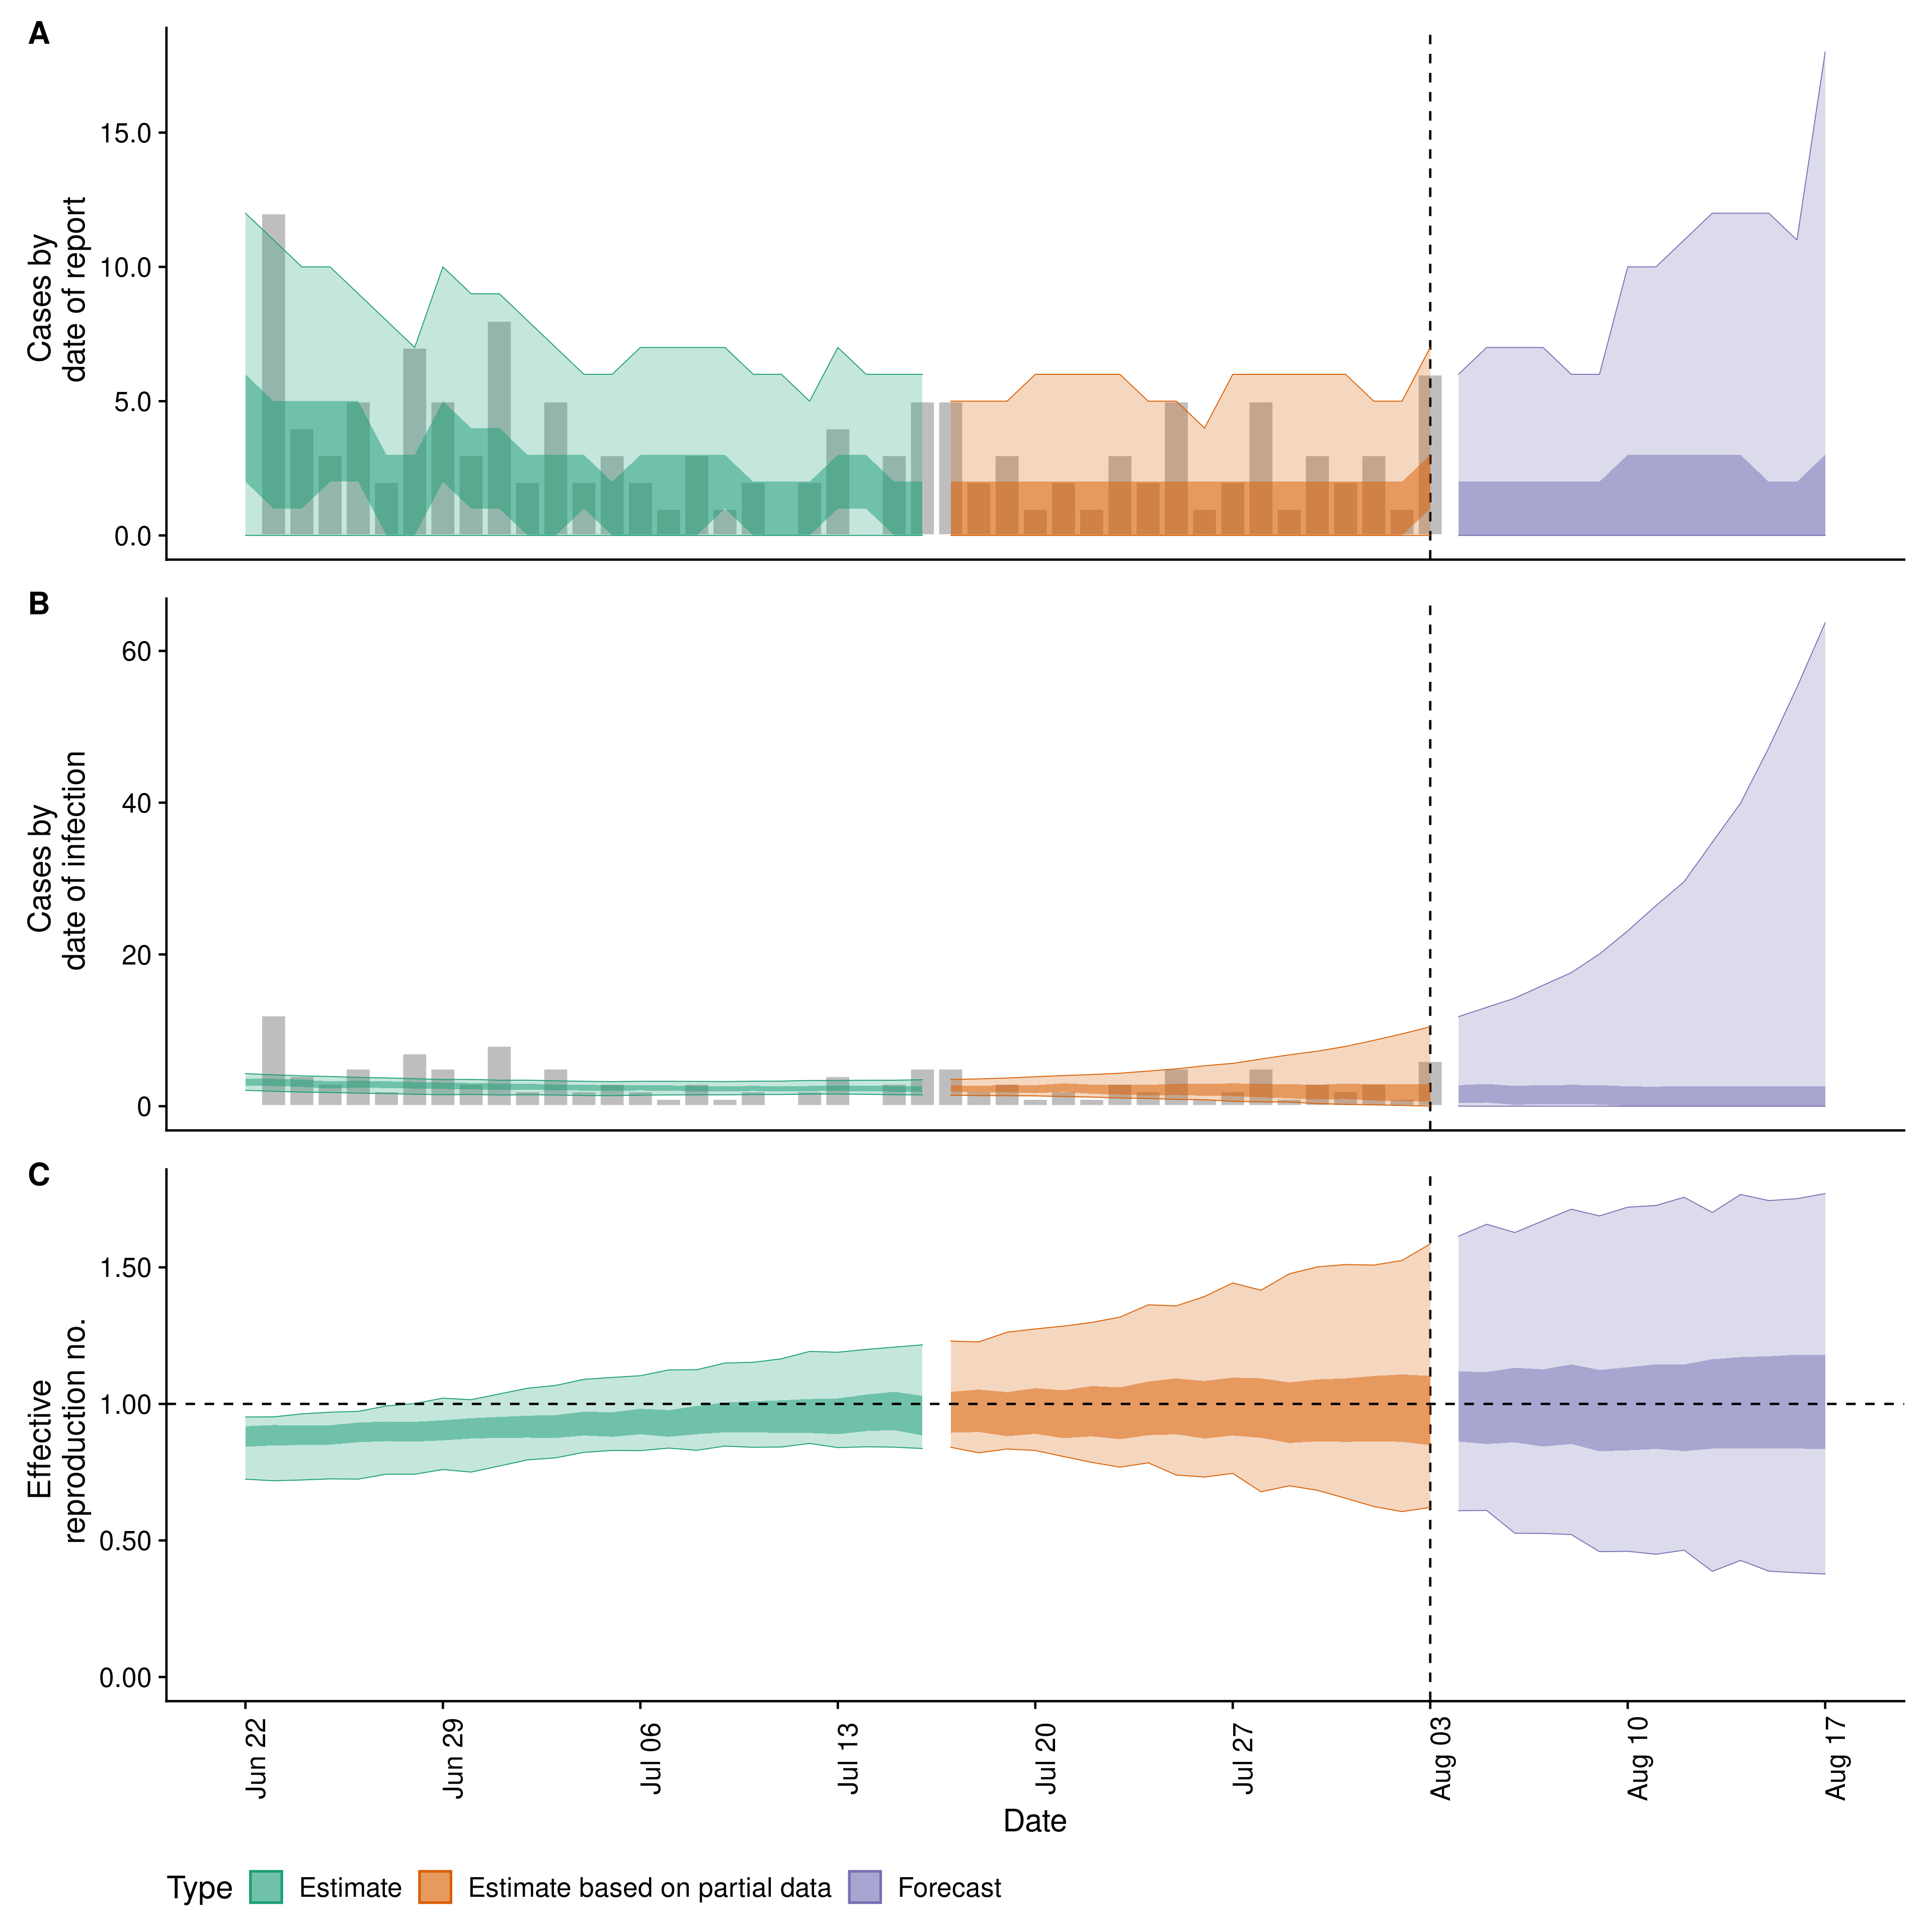 A
Cases by
date of report
15.0
10.0
5.0
0.0
B
Cases by
date of infection
60
40
20
0
C
Effective
reproduction no.
1.50
1.00
0.50
0.00
Jun 22
Jun 29
Jul 06
Jul 13
Jul 20
Jul 27
Aug 03
Aug 10
Aug 17
Date
Type
Estimate
Estimate based on partial data
Forecast